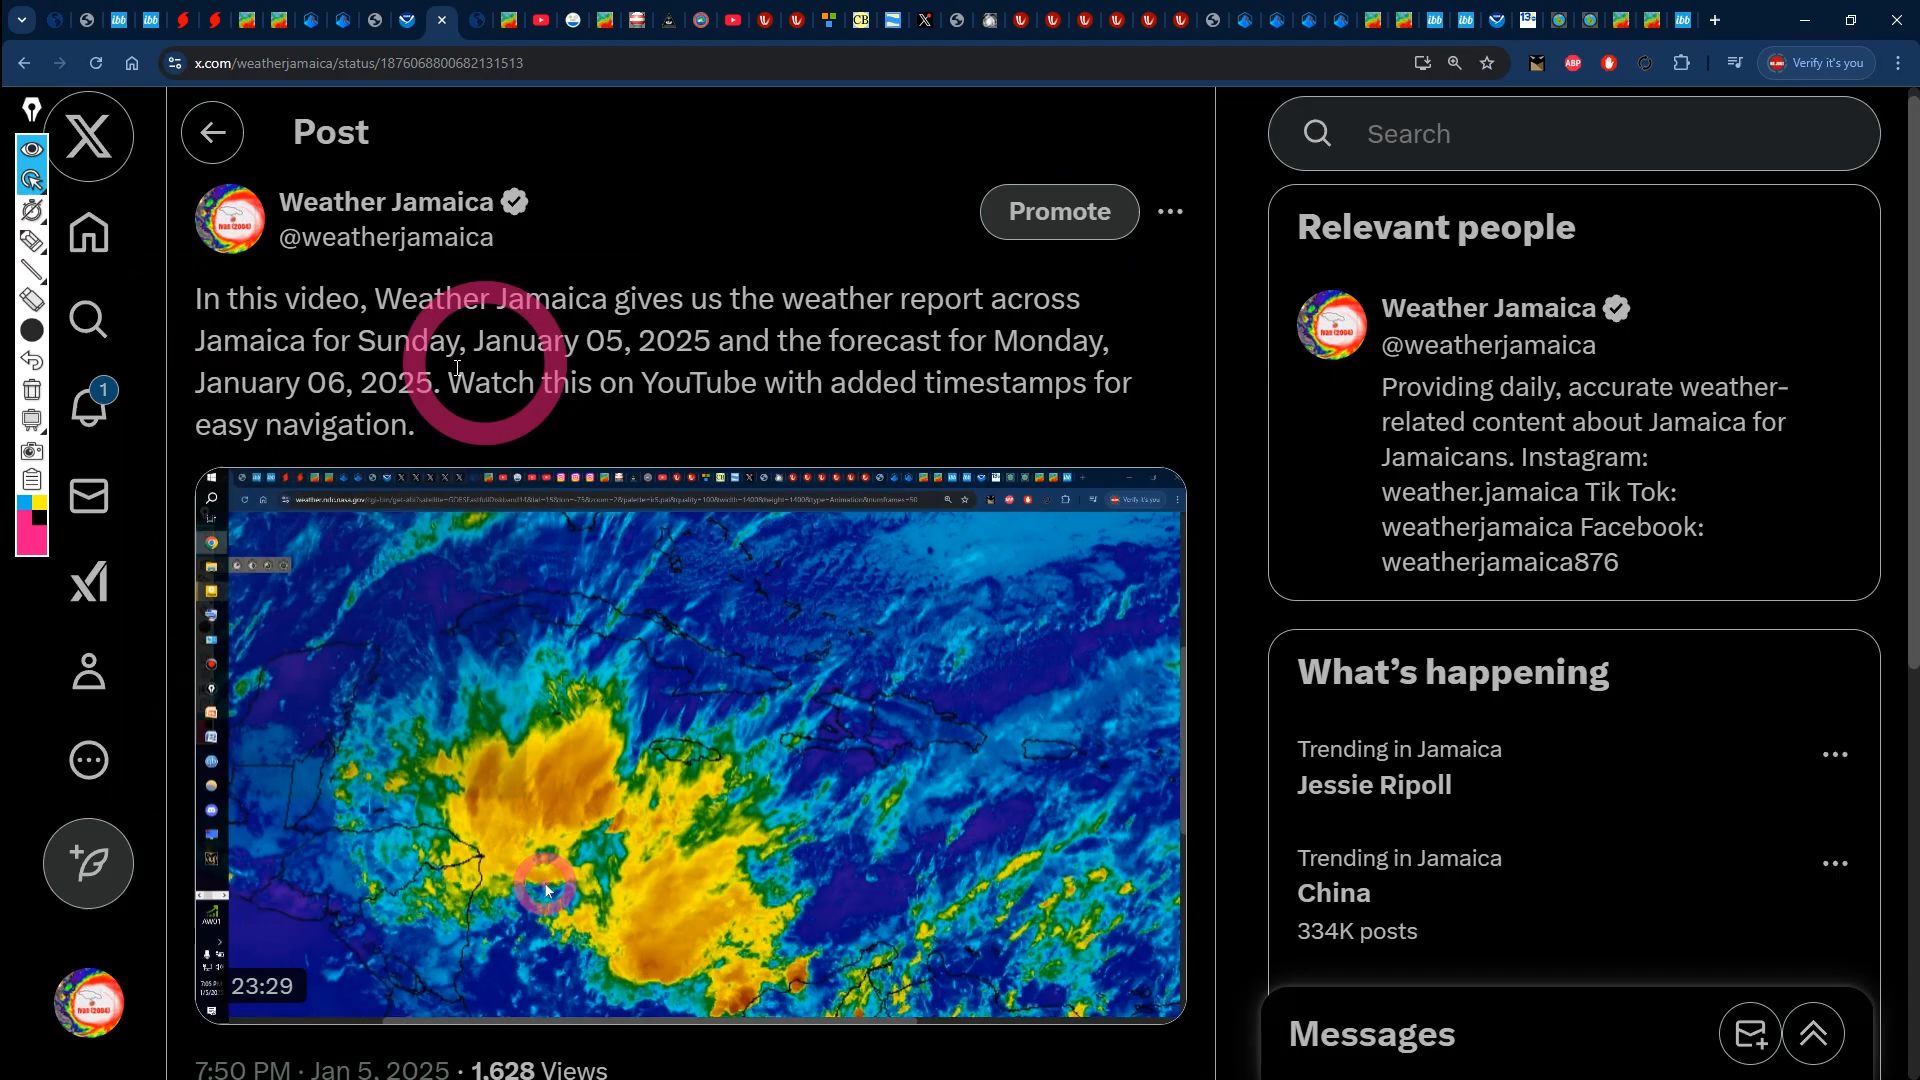 x.com/weatherjamaica/status/1876068800682131513
Verify it's you
Post
Search
Weather Jamaica
@weatherjamaica
Promote
In this video, Weather Jamaica gives us the weather report across
Jamaica for Sunday, January 05, 2025 and the forecast for Monday,
January 06, 2025. Watch this on YouTube with added timestamps for
easy navigation.
23:29
7:50 PM · Jan 5, 2025 · 1,628 Views
1
Relevant people
Weather Jamaica
@weatherjamaica
Providing daily, accurate weather-
related content about Jamaica for
Jamaicans. Instagram:
weather.jamaica Tik Tok:
weatherjamaica Facebook:
weatherjamaica876
What's happening
Trending in Jamaica
Jessie Ripoll
Trending in Jamaica
China
334K posts
Messages